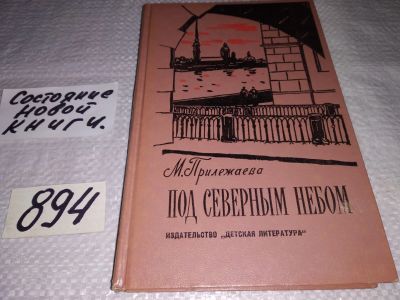 Состояние
новой
книги.
894
М. Прилежаева
ПОД СЕВЕРНЫМ НЕБОМ
ИЗДАТЕЛЬСТВО „ДЕТСКАЯ ЛИТЕРАТУРА"